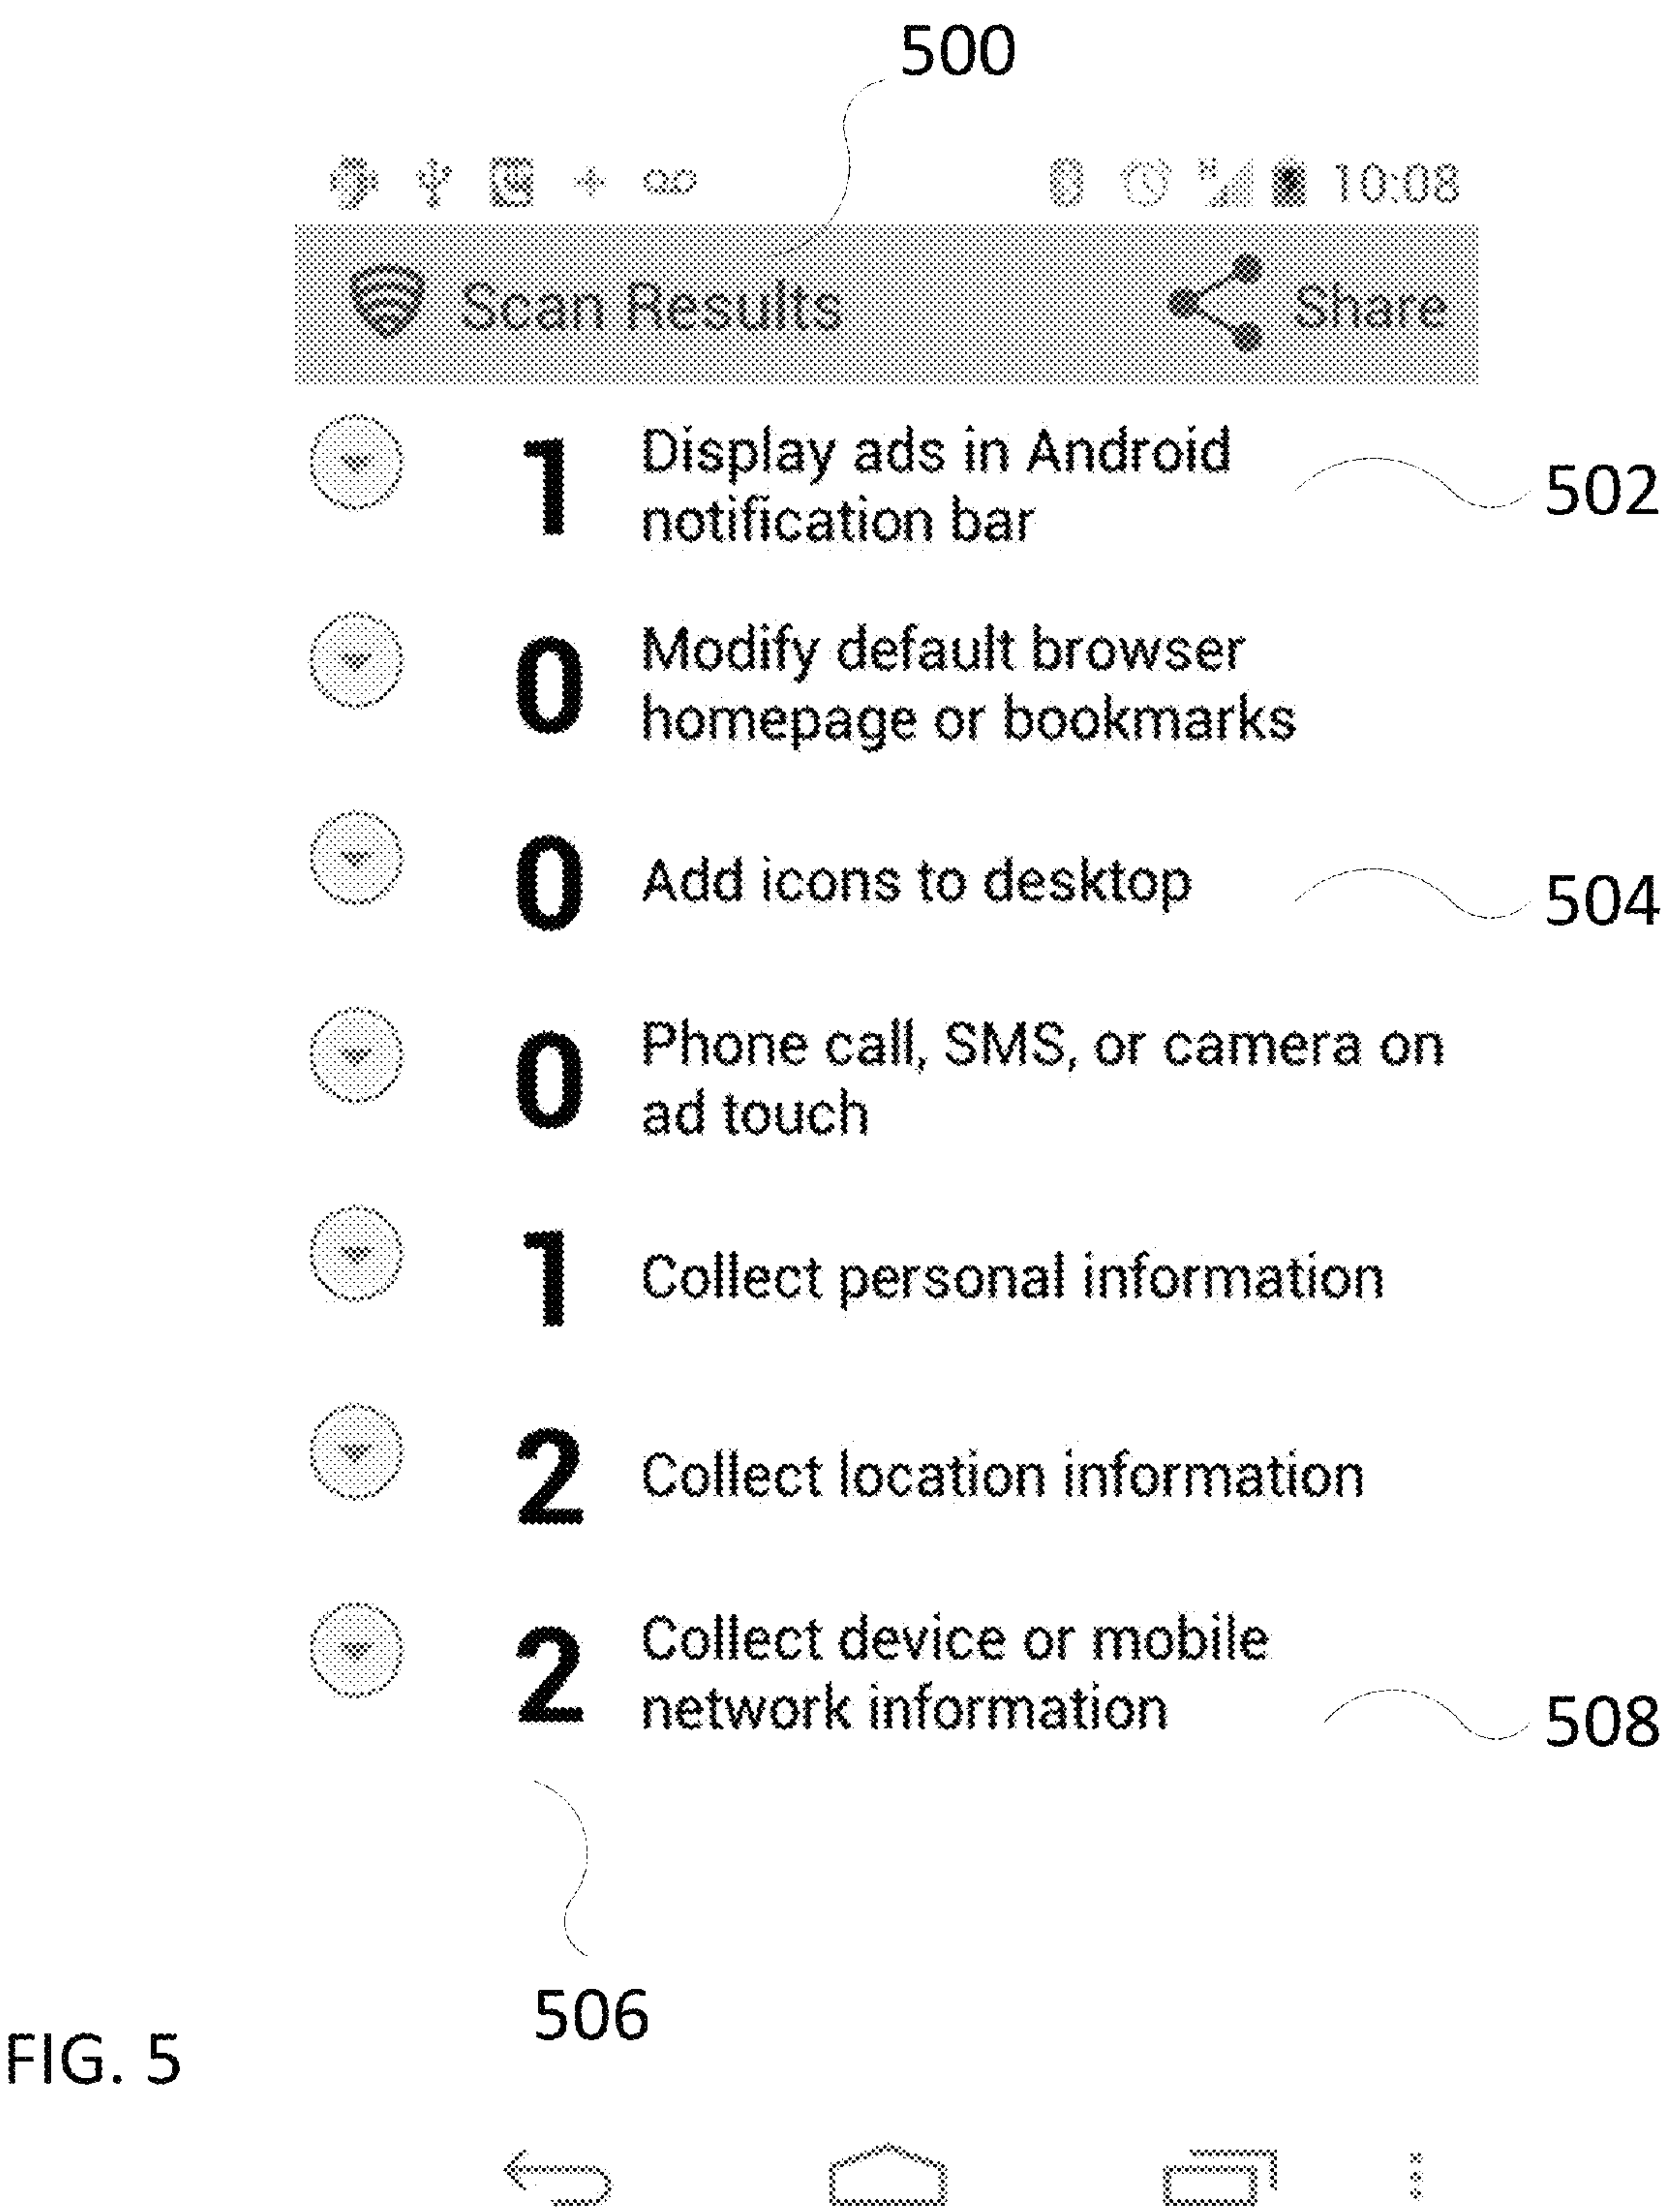 500
10:08
Scan Results Share
1 Display ads in Android
notification bar
502
0 Modify default browser
homepage or bookmarks
0 Add icons to desktop
504
0 Phone call, SMS, or camera on
ad touch
1 Collect personal information
2 Collect location information
2 Collect device or mobile
network information
508
506
FIG. 5